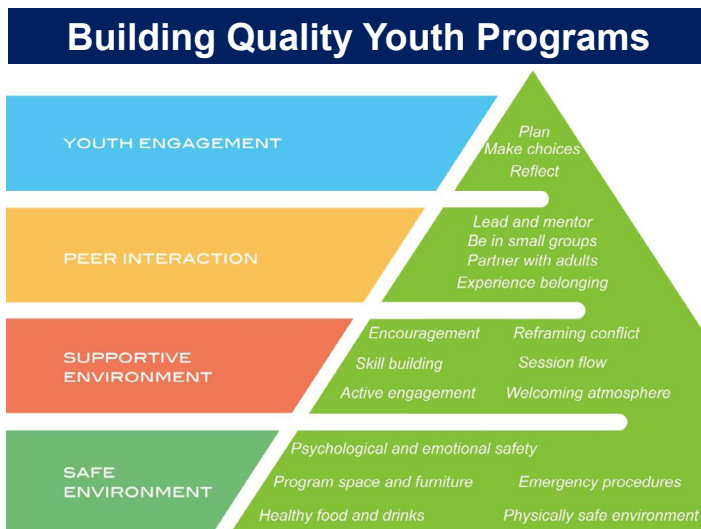 Building Quality Youth Programs
YOUTH ENGAGEMENT
Plan
Make choices
Reflect
PEER INTERACTION
Lead and mentor
Be in small groups
Partner with adults
Experience belonging
SUPPORTIVE
ENVIRONMENT
Encouragement
Reframing conflict
Skill building
Session flow
Active engagement
Welcoming atmosphere
SAFE
ENVIRONMENT
Psychological and emotional safety
Program space and furniture
Emergency procedures
Healthy food and drinks
Physically safe environment